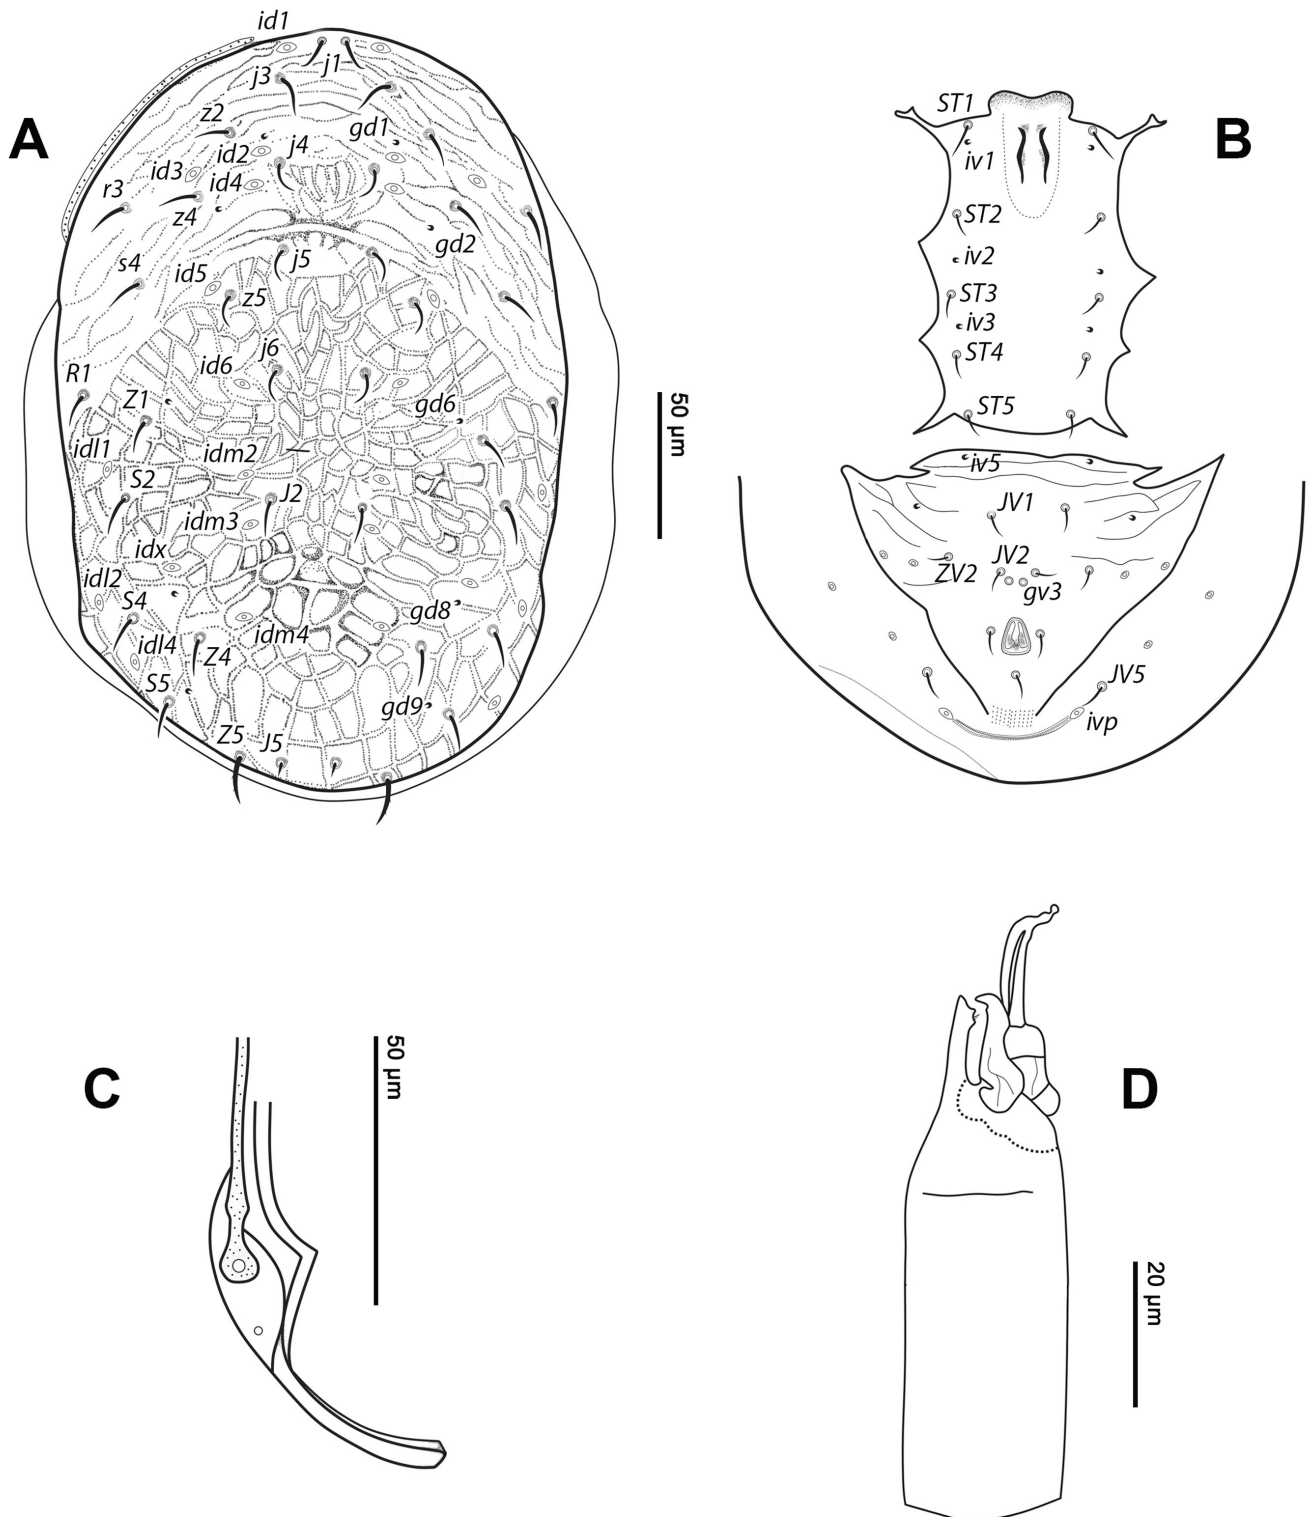 id1
j1
j3
z2
gd1
A
id2
j4
id3
id4
r3
z4
gd2
s4
id5
j5
z5
j6
id6
R1
Z1
gd6
idl1
idm2
S2
J2
idm3
idx
idl2
S4
gd8
idl4
Z4
idm4
S5
gd9
Z5
J5
50 µm
B
ST1
iv1
ST2
iv2
ST3
iv3
ST4
ST5
iv5
JV1
JV2
ZV2
gv3
JV5
ivp
C
50 µm
D
20 µm